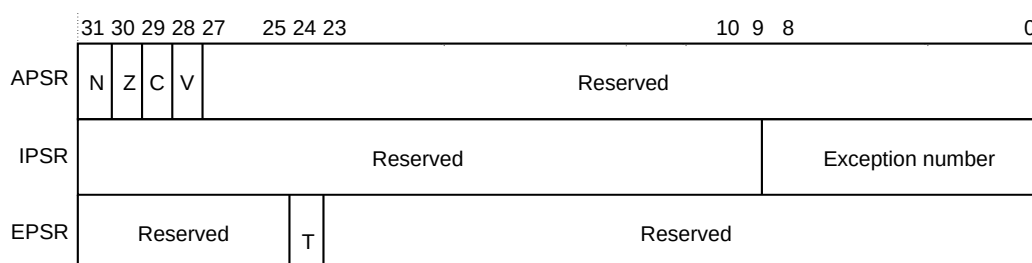 31 30 29 28 27 25 24 23 10 9 8 0
APSR N Z C V Reserved
IPSR Reserved Exception number
EPSR Reserved T Reserved